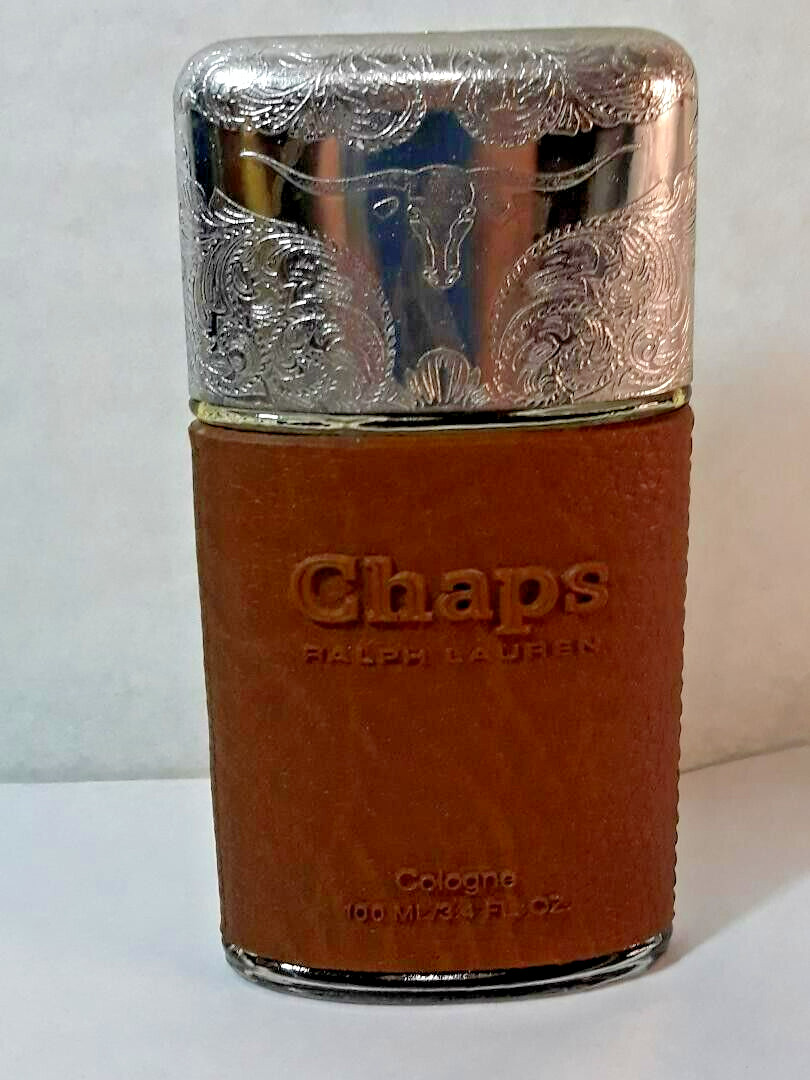 Chaps
RALPH LAUREN
Cologne
100 ML/3.4 FL. OZ.